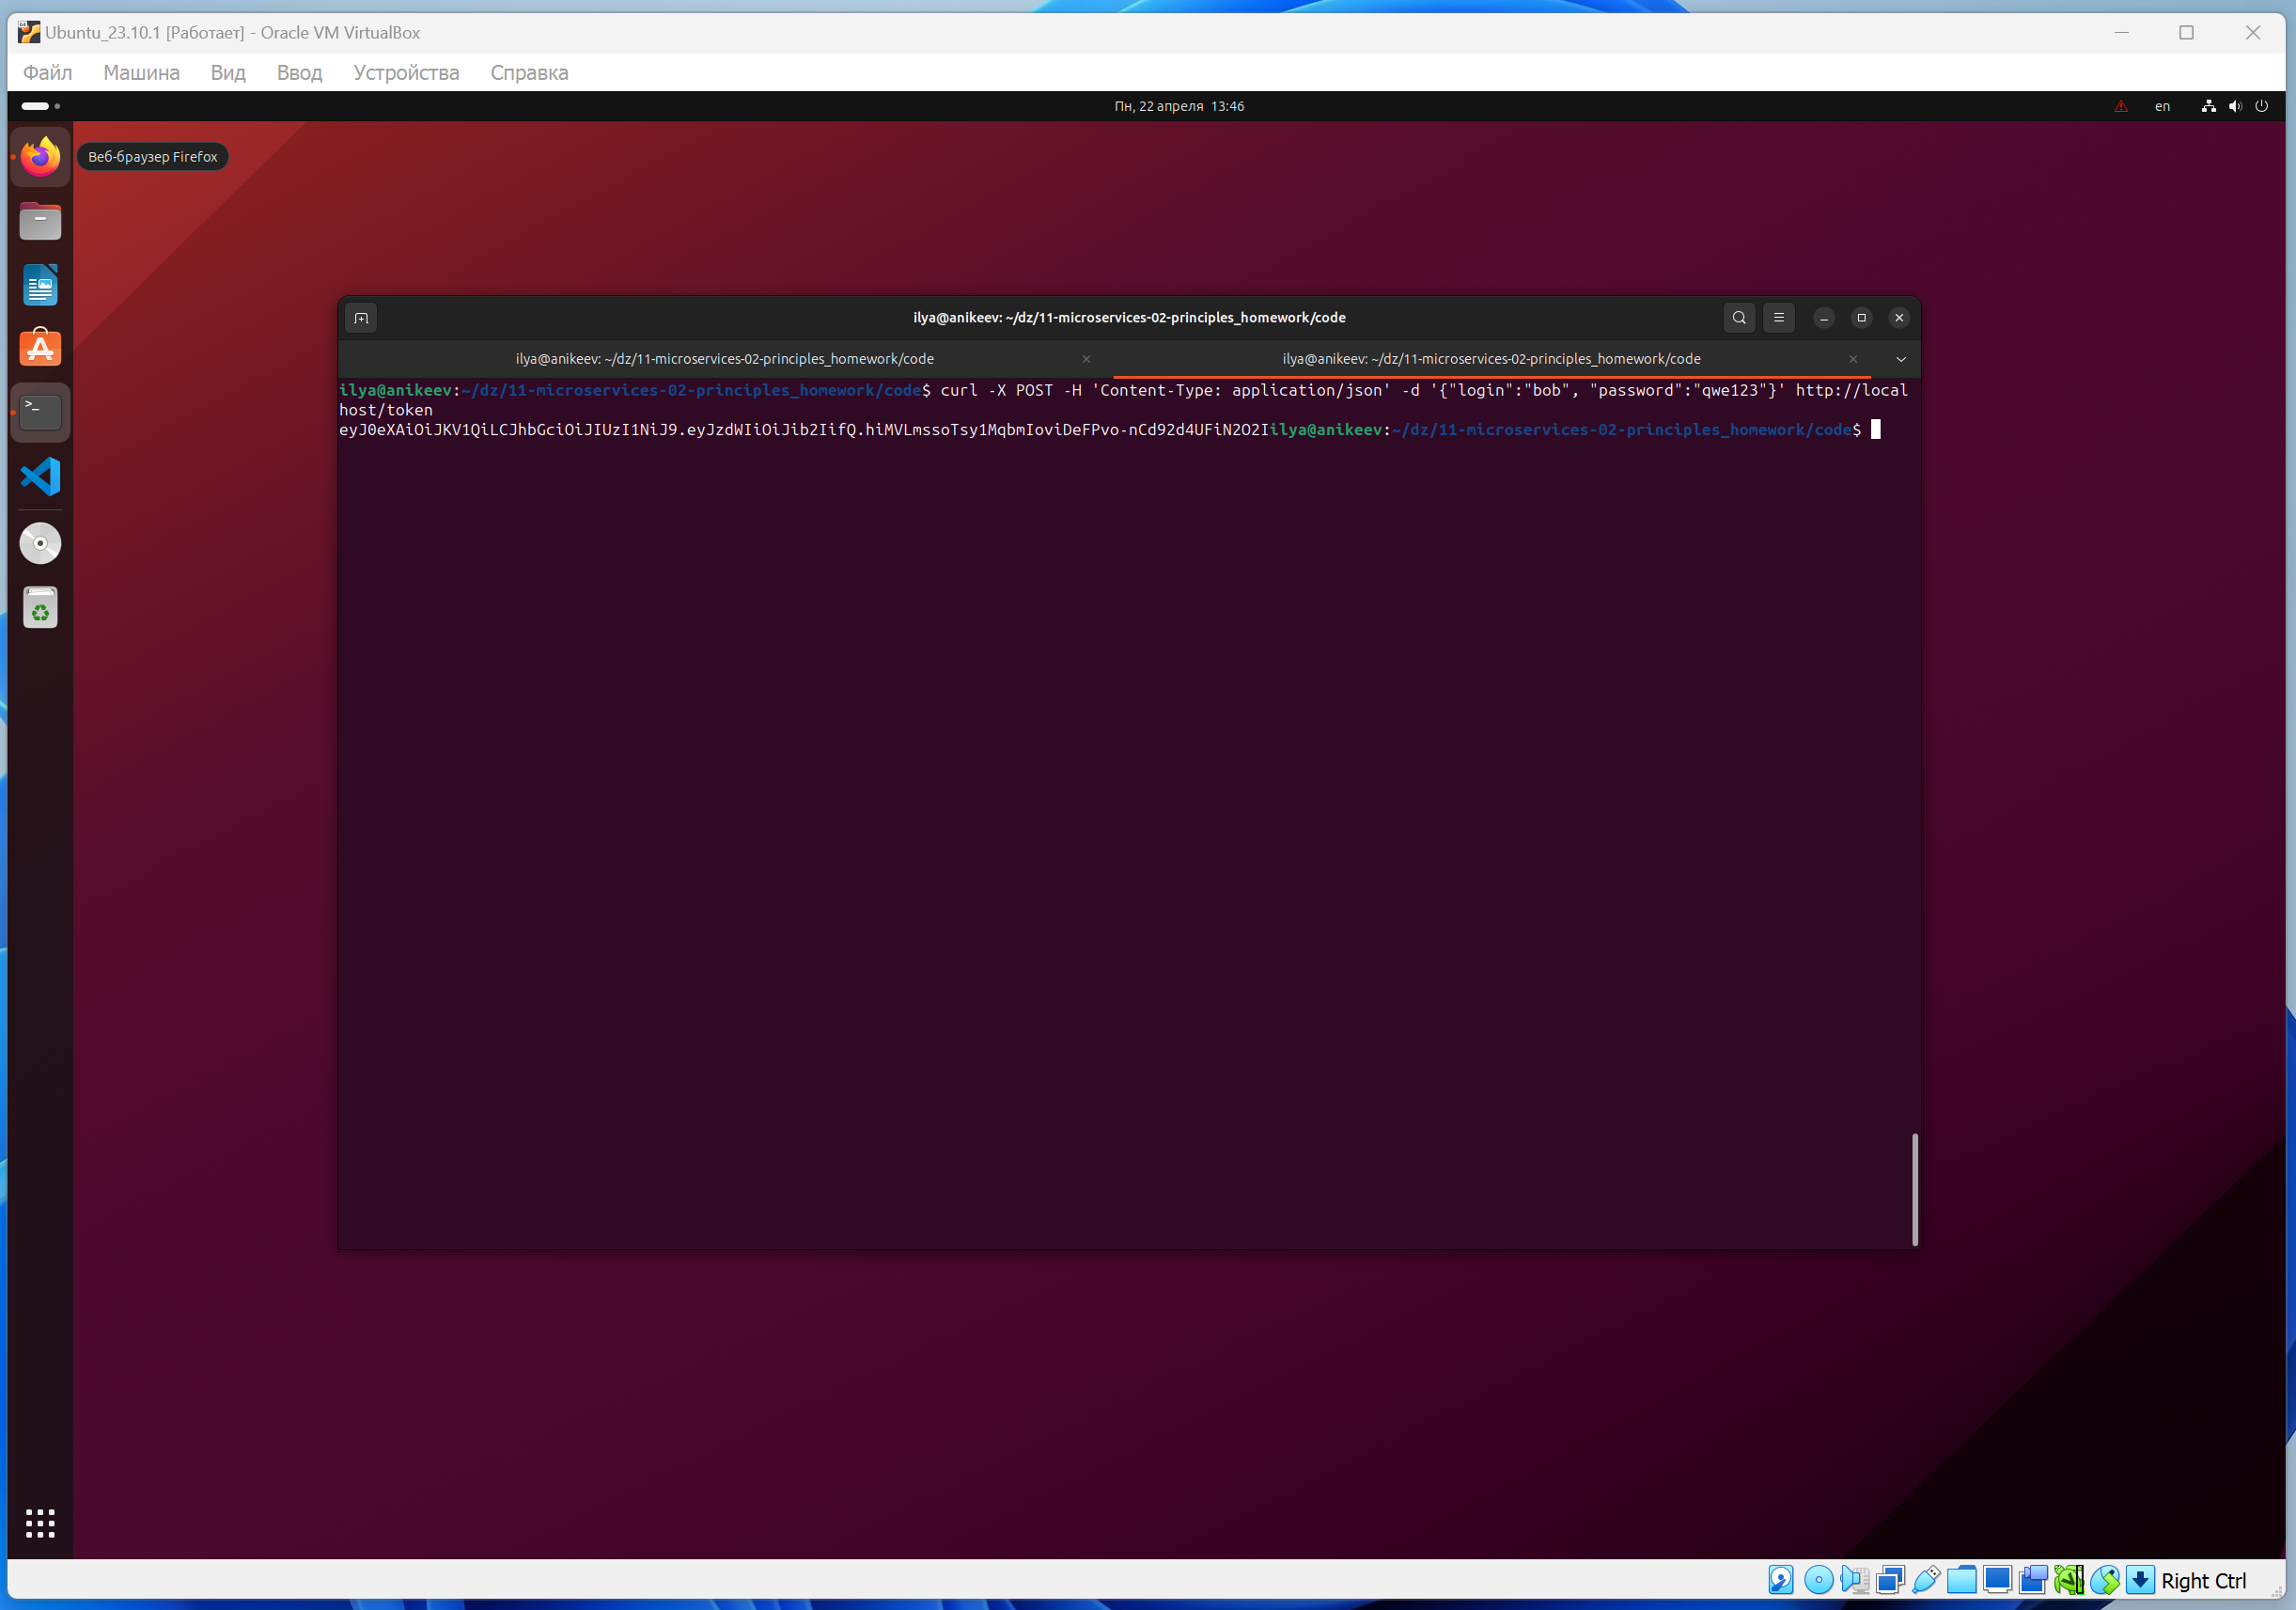 Ubuntu_23.10.1 [Работает] - Oracle VM VirtualBox
Файл Машина Вид Ввод Устройства Справка
Пн, 22 апреля 13:46
en
Веб-браузер Firefox
ilya@anikeev: ~/dz/11-microservices-02-principles_homework/code
ilya@anikeev: ~/dz/11-microservices-02-principles_homework/code
ilya@anikeev: ~/dz/11-microservices-02-principles_homework/code
ilya@anikeev:~/dz/11-microservices-02-principles_homework/code$ curl -X POST -H 'Content-Type: application/json' -d '{"login":"bob", "password":"qwe123"}' http://local
host/token
eyJ0eXAiOiJKV1QiLCJhbGciOiJIUzI1NiJ9.eyJzdWIiOiJib2IifQ.hiMVLmssoTsy1MqbmIoviDeFPvo-nCd92d4UFiN2O2Iilya@anikeev:~/dz/11-microservices-02-principles_homework/code$
Right Ctrl